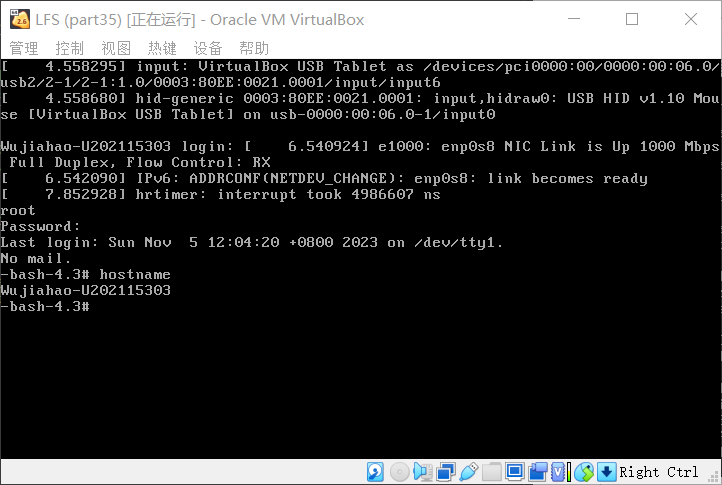 LFS (part35) [正在运行] - Oracle VM VirtualBox
管理 控制 视图 热键 设备 帮助
[    4.558295] input: VirtualBox USB Tablet as /devices/pci0000:00/0000:00:06.0/
usb2/2-1/2-1:1.0/0003:80EE:0021.0001/input/input6
[    4.558680] hid-generic 0003:80EE:0021.0001: input,hidraw0: USB HID v1.10 Mou
se [VirtualBox USB Tablet] on usb-0000:00:06.0-1/input0
Wujiahao-U202115303 login: [    6.540924] e1000: enp0s8 NIC Link is Up 1000 Mbps
 Full Duplex, Flow Control: RX
[    6.542090] IPv6: ADDRCONF(NETDEV_CHANGE): enp0s8: link becomes ready
[    7.852928] hrtimer: interrupt took 4986607 ns
root
Password:
Last login: Sun Nov  5 12:04:20 +0800 2023 on /dev/tty1.
No mail.
-bash-4.3# hostname
Wujiahao-U202115303
-bash-4.3#
Right Ctrl